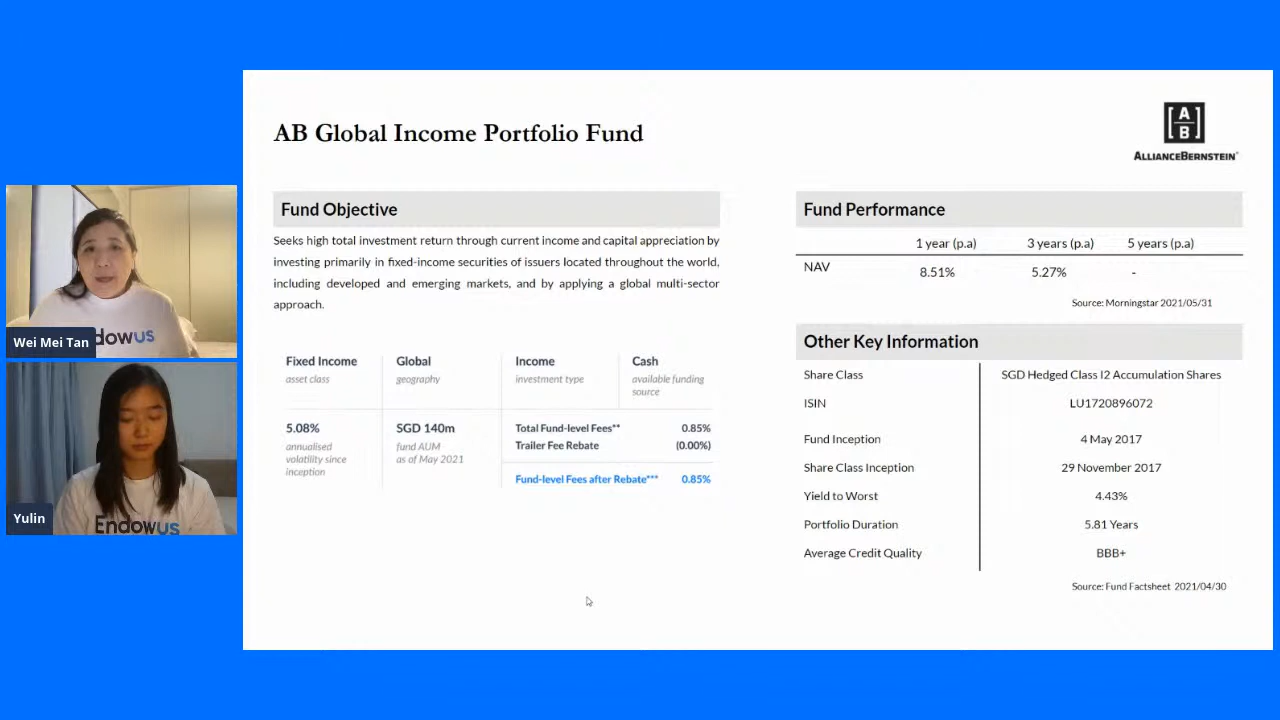 AB Global Income Portfolio Fund
[A
B]
ALLIANCEBERNSTEIN
Fund Objective
Seeks high total investment return through current income and capital appreciation by
investing primarily in fixed-income securities of issuers located throughout the world,
including developed and emerging markets, and by applying a global multi-sector
approach.
Fixed Income
asset class
Global
geography
Income
investment type
Cash
available funding
source
5.08%
annualised
volatility since
inception
SGD 140m
fund AUM
as of May 2021
Total Fund-level Fees** 0.85%
Trailer Fee Rebate (0.00%)
Fund-level Fees after Rebate*** 0.85%
Fund Performance
1 year (p.a) 3 years (p.a) 5 years (p.a)
NAV 8.51% 5.27% -
Source: Morningstar 2021/05/31
Other Key Information
Share Class SGD Hedged Class I2 Accumulation Shares
ISIN LU1720896072
Fund Inception 4 May 2017
Share Class Inception 29 November 2017
Yield to Worst 4.43%
Portfolio Duration 5.81 Years
Average Credit Quality BBB+
Source: Fund Factsheet 2021/04/30
dowus
Wei Mei Tan
Endowus
Yulin